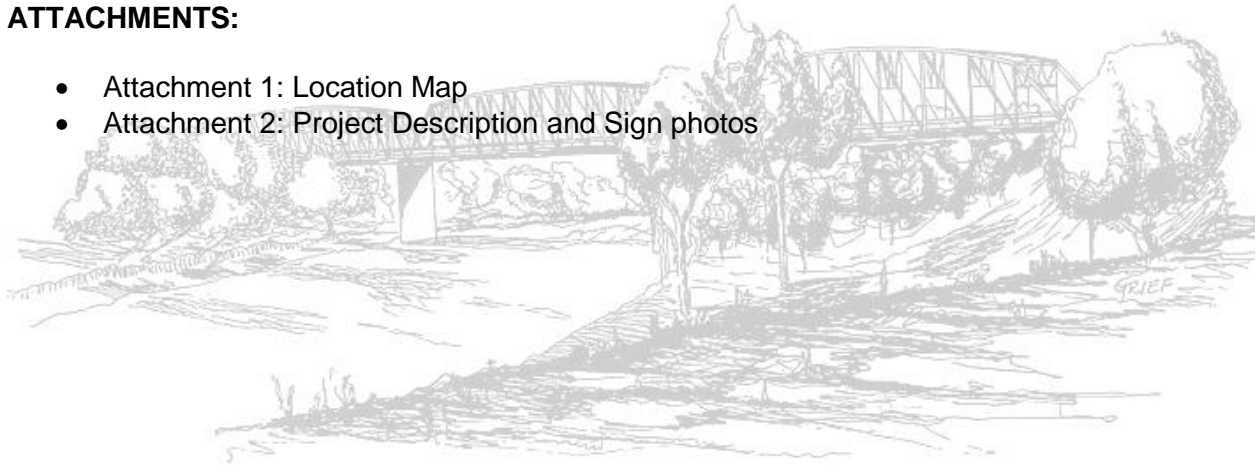 ATTACHMENTS:
• Attachment 1: Location Map
• Attachment 2: Project Description and Sign photos
GRIEF